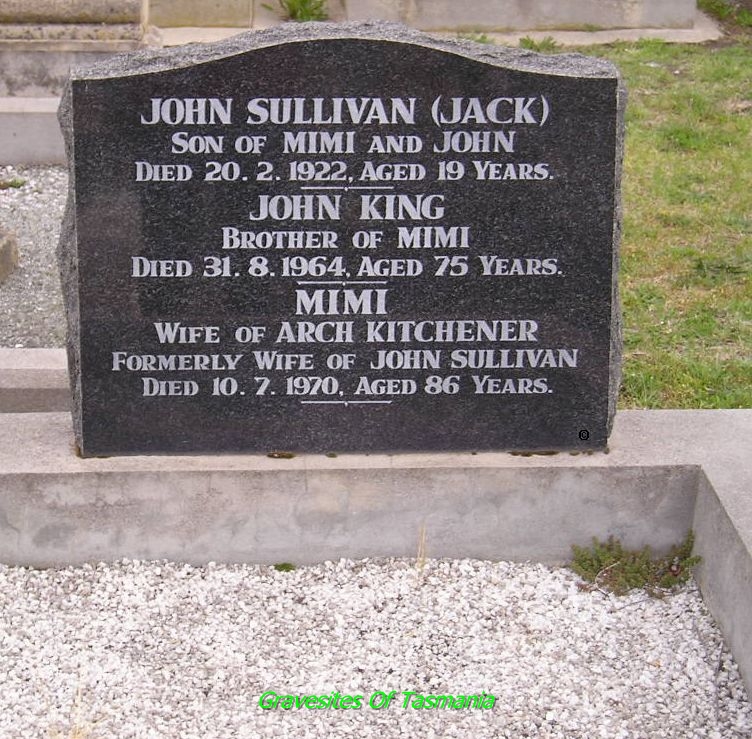 JOHN SULLIVAN (JACK)
SON OF MIMI AND JOHN
DIED 20. 2. 1922, AGED 19 YEARS.
JOHN KING
BROTHER OF MIMI
DIED 31. 8. 1964, AGED 75 YEARS.
MIMI
WIFE OF ARCH KITCHENER
FORMERLY WIFE OF JOHN SULLIVAN
DIED 10. 7. 1970, AGED 86 YEARS.
©
Gravesites Of Tasmania